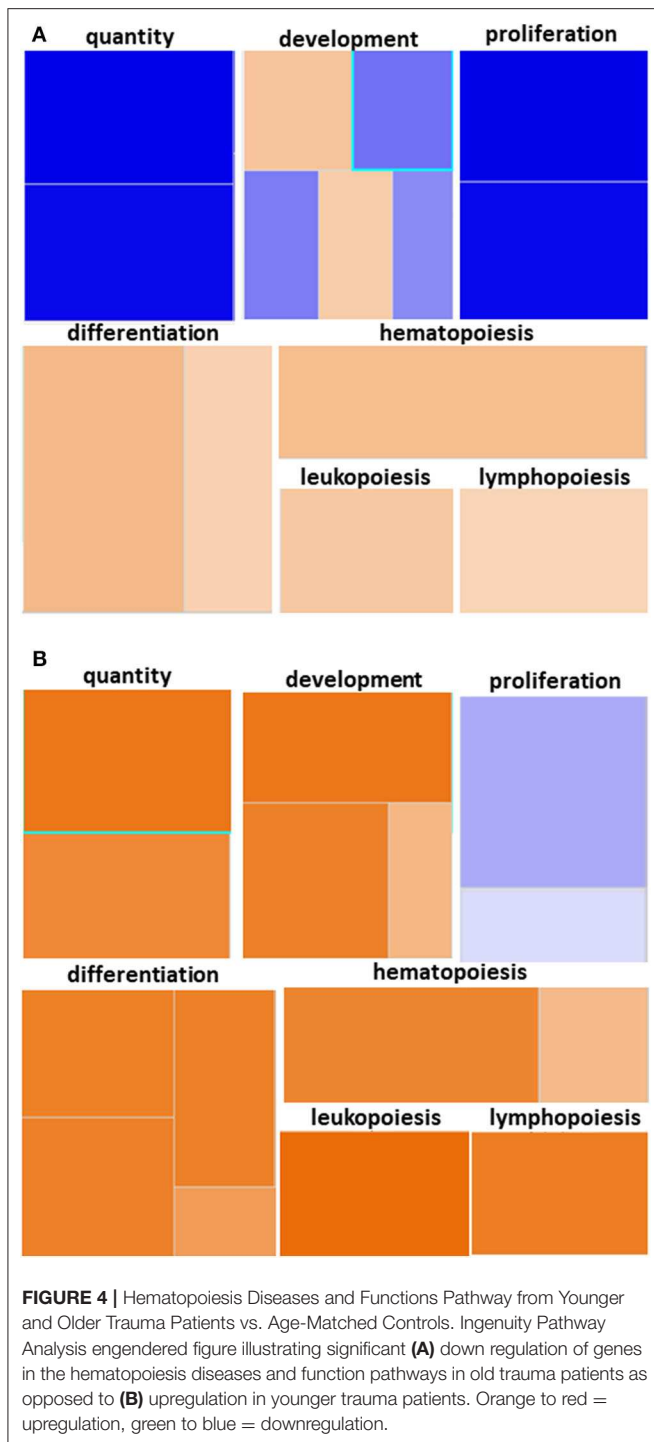 A
quantity
development
proliferation
differentiation
hematopoiesis
leukopoiesis
lymphopoiesis
B
quantity
development
proliferation
differentiation
hematopoiesis
leukopoiesis
lymphopoiesis
FIGURE 4 | Hematopoiesis Diseases and Functions Pathway from Younger
and Older Trauma Patients vs. Age-Matched Controls. Ingenuity Pathway
Analysis engendered figure illustrating significant (A) down regulation of genes
in the hematopoiesis diseases and function pathways in old trauma patients as
opposed to (B) upregulation in younger trauma patients. Orange to red =
upregulation, green to blue = downregulation.